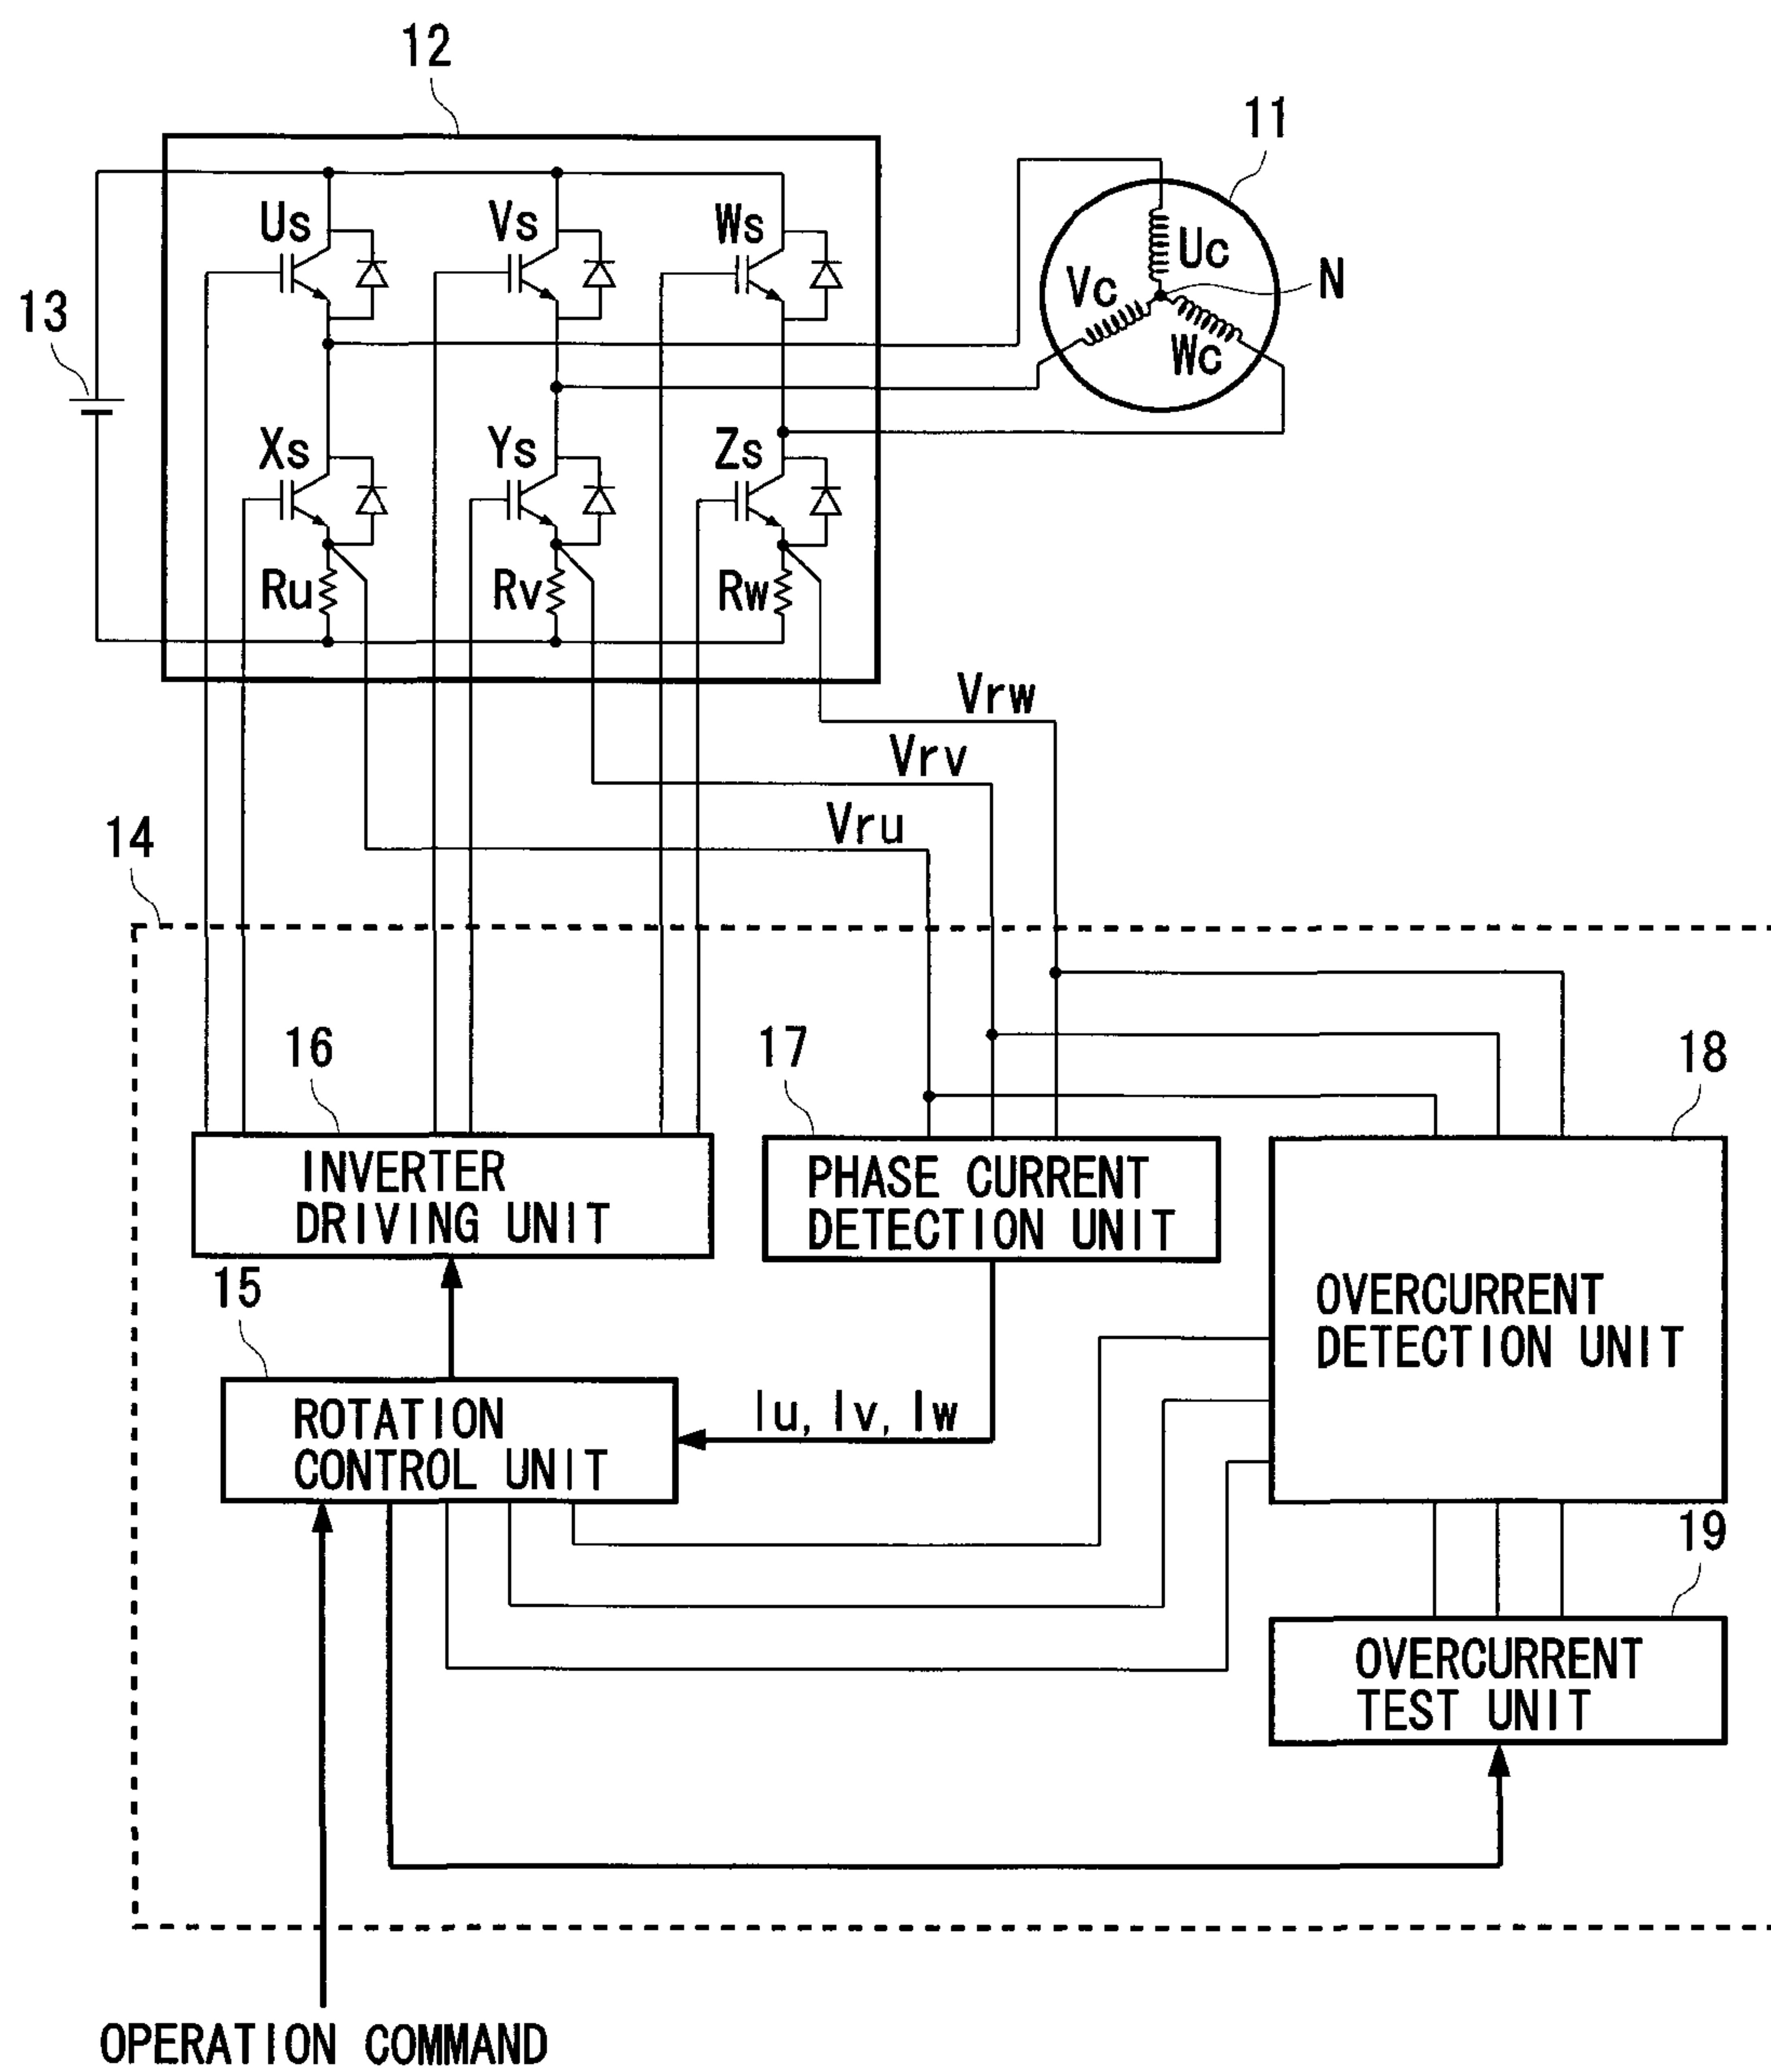 12
11
Us
Vs
Ws
Uc
Vc
N
Wc
13
Xs
Ys
Zs
Ru
Rv
Rw
Vrw
Vrv
Vru
14
16
17
18
INVERTER
DRIVING UNIT
PHASE CURRENT
DETECTION UNIT
OVERCURRENT
DETECTION UNIT
15
ROTATION
CONTROL UNIT
Iu, Iv, Iw
19
OVERCURRENT
TEST UNIT
OPERATION COMMAND